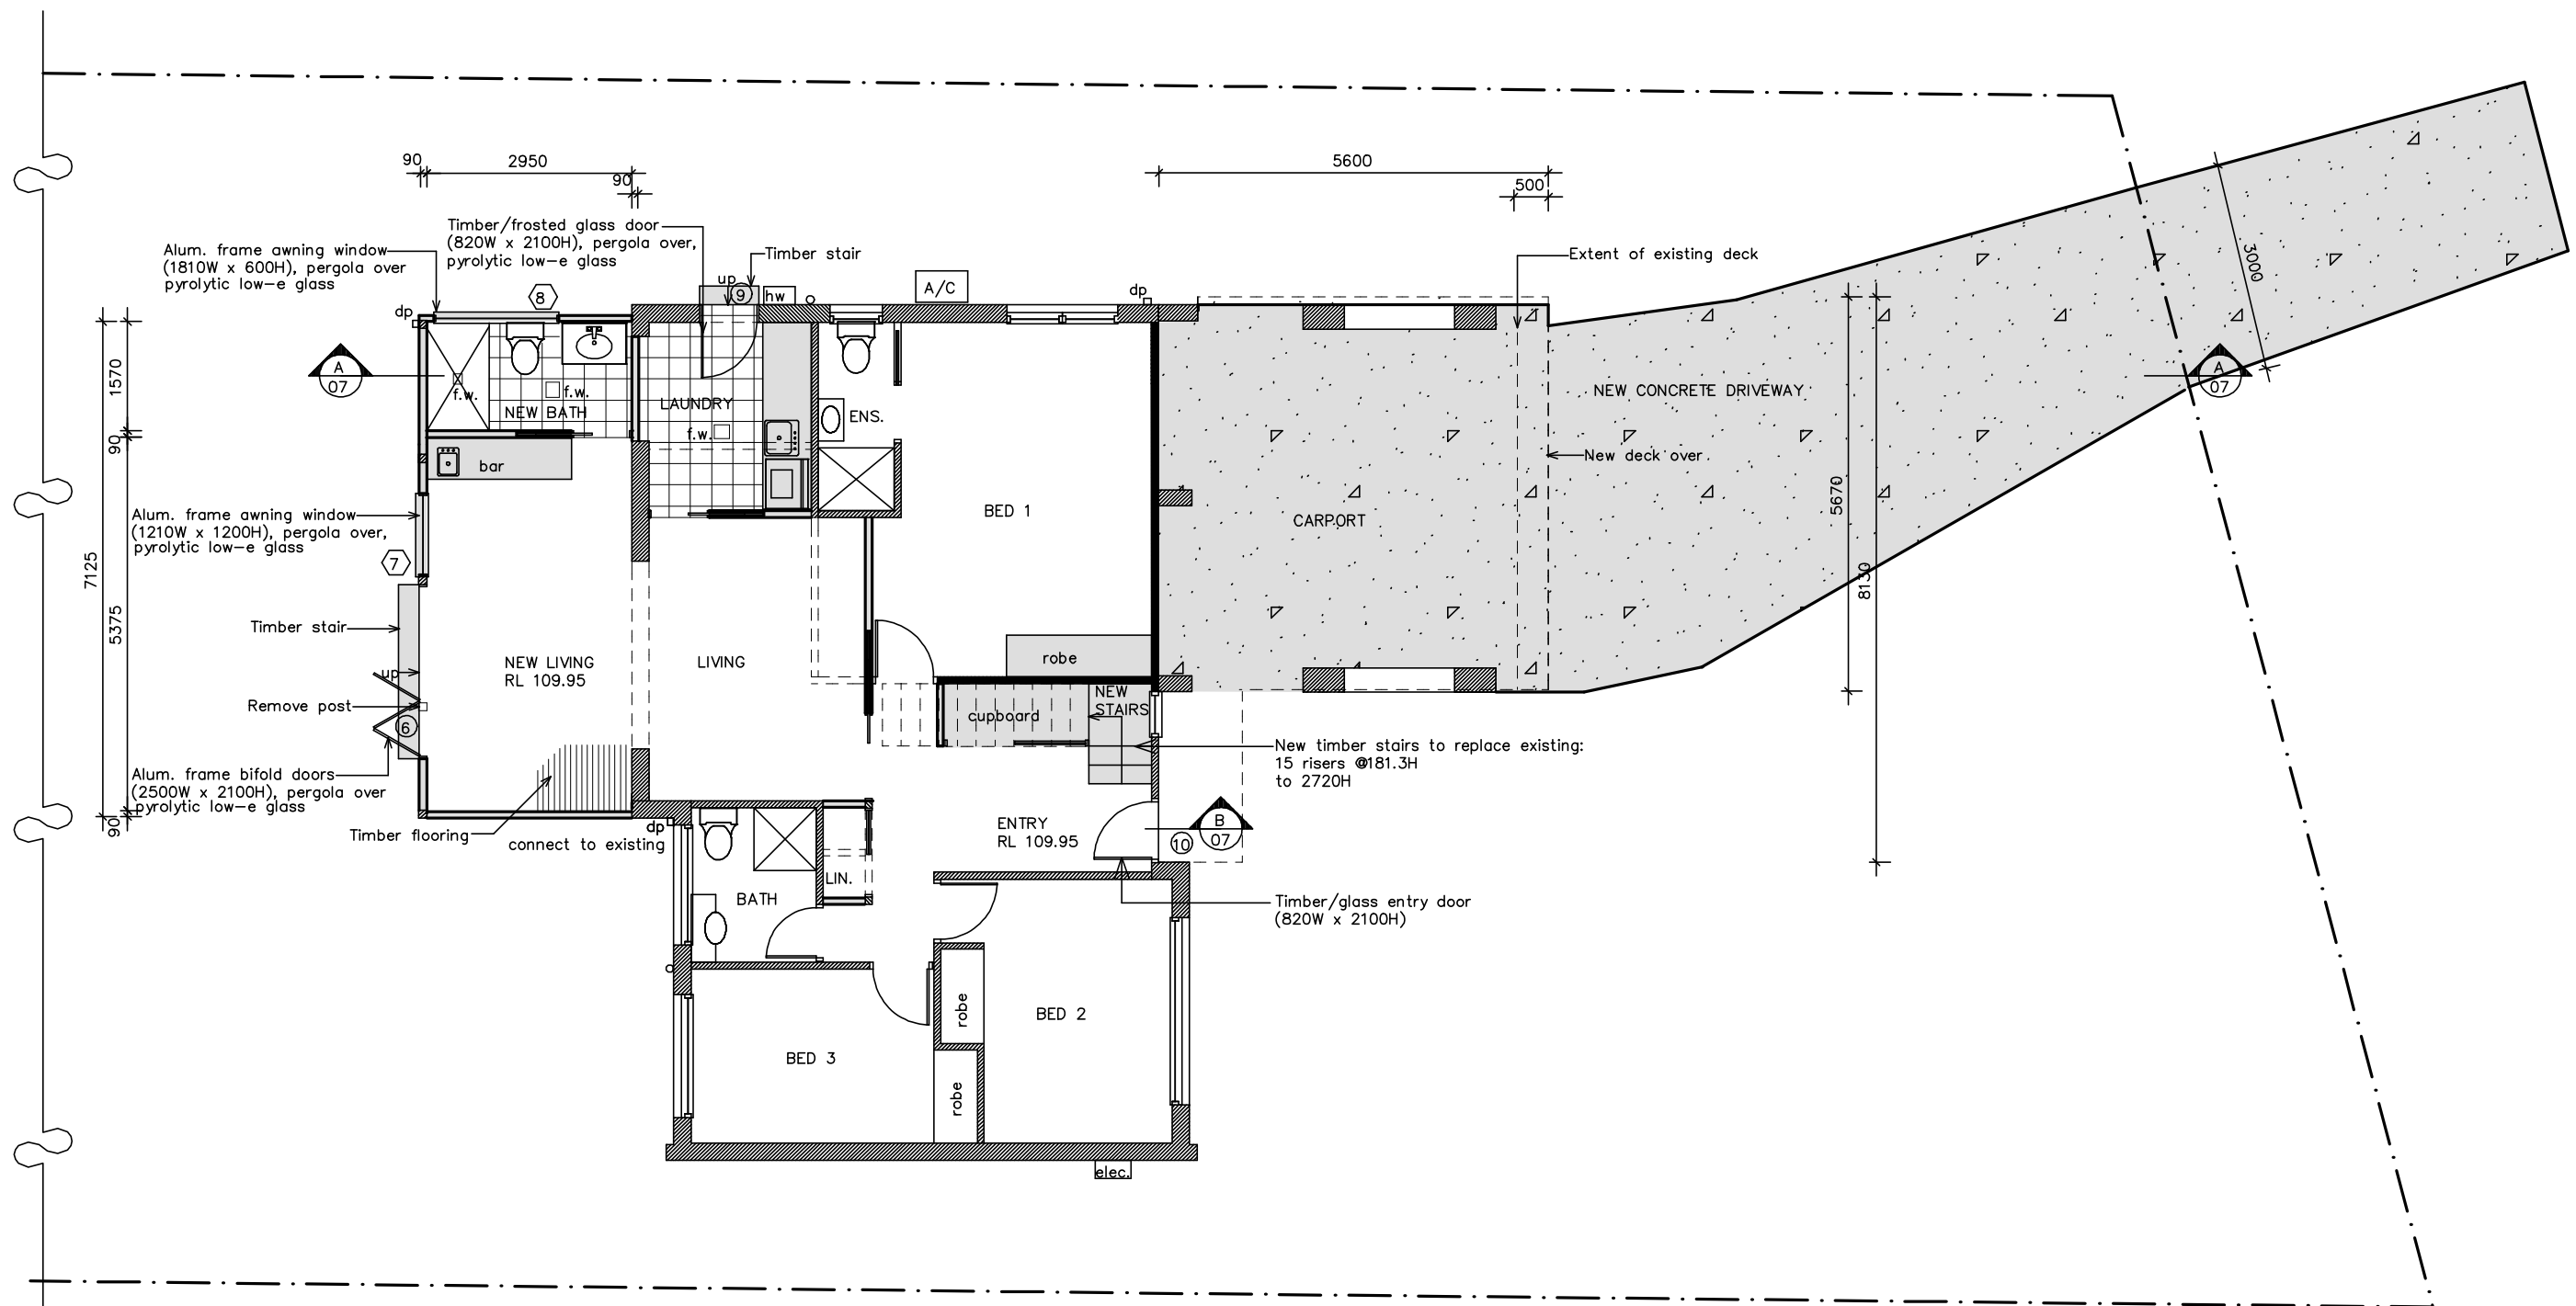 90
2950
90
5600
500
Timber/frosted glass door
(820W x 2100H), pergola over,
pyrolytic low-e glass
Alum. frame awning window
(1810W x 600H), pergola over
pyrolytic low-e glass
Timber stair
Extent of existing deck
3000
up
9
hw
A/C
dp
8
dp
A
07
1570
f.w.
f.w.
NEW BATH
LAUNDRY
f.w.
ENS.
A
07
NEW CONCRETE DRIVEWAY
90
bar
New deck over
BED 1
CARPORT
5670
8130
Alum. frame awning window
(1210W x 1200H), pergola over,
pyrolytic low-e glass
7
7125
5375
Timber stair
NEW LIVING
RL 109.95
LIVING
robe
up
Remove post
6
NEW
STAIRS
cupboard
New timber stairs to replace existing:
15 risers @181.3H
to 2720H
Alum. frame bifold doors
(2500W x 2100H), pergola over
pyrolytic low-e glass
90
Timber flooring
dp
connect to existing
ENTRY
RL 109.95
B
07
10
LIN.
BATH
Timber/glass entry door
(820W x 2100H)
robe
BED 2
BED 3
robe
elec.